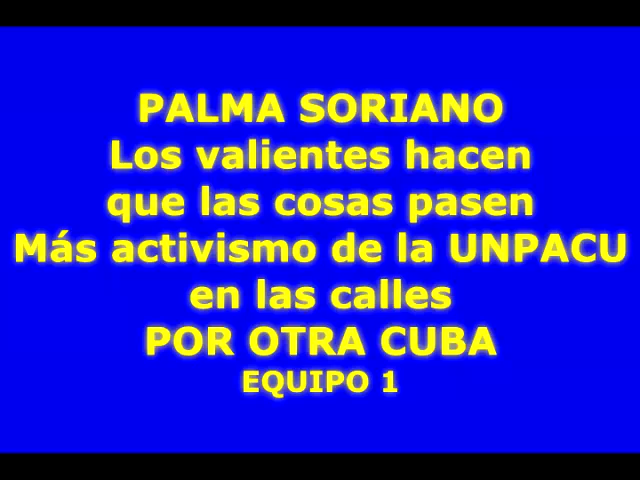 PALMA SORIANO
Los valientes hacen
que las cosas pasen
Más activismo de la UNPACU
en las calles
POR OTRA CUBA
EQUIPO 1